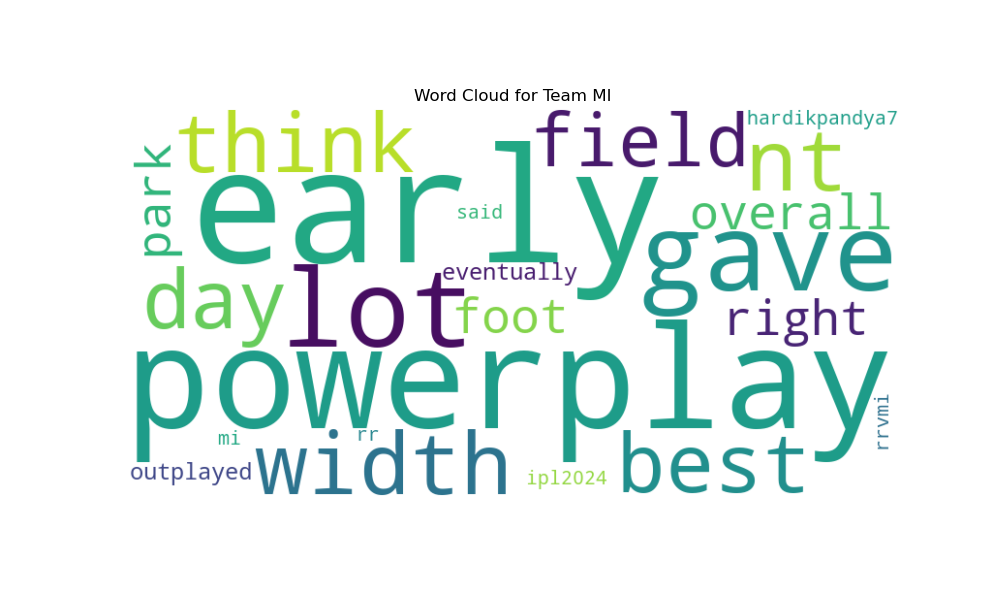 Word Cloud for Team MI
think
field
hardikpandya7
nt
park
early
said
overall
gave
day
lot
eventually
foot
right
powerplay
rrvmi
mi
rr
outplayed
width
ipl2024
best